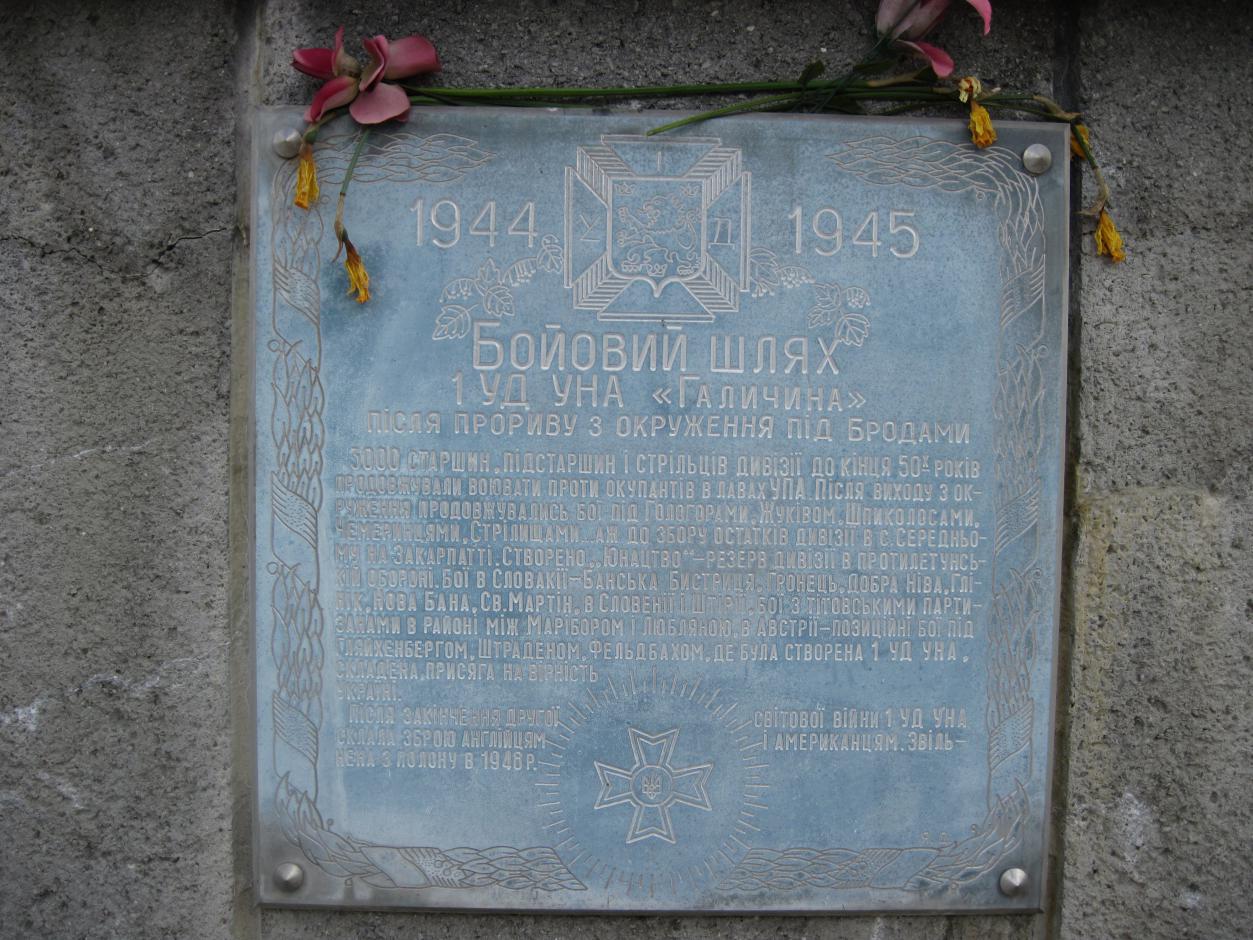 1944 1945
І
У Д
Бойовий шлях
1 УД УНА «Галичина»
після прориву з окруження під Бродами
3000 старшин, підстаршин і стрільців дивізії до кінця 50х років
продовжували воювати проти окупантів в лавах УПА. Після виходу з ок-
руження продовжувались бої під Гологорами, Жуківом, Шпиколосами,
Чемеринцями, Стрілищами... аж до збору остатків дивізії в с. Середньо-
му на Закарпатті. Створено „Юнацтво“–резерв дивізії в протилетунсь-
кій обороні. Бої в Словакії–Банська Бистриця, Гронець, Добра Ніва, Глі-
нік, Нова Бана, Св. Мартін, в Словенії і Штірії, бої з тітовськими парти-
занами в районі між Марібором і Любляною, в Австрії–позиційні бої під
Гляйхенбергом, Штраденом, Фельдбахом, де була створена 1 УД УНА,
складена присяга на вірність
Україні.
Після закінчення другої світової війни 1 УД УНА
склала зброю англійцям і американцям. Звіль-
нена з полону в 1948 р.